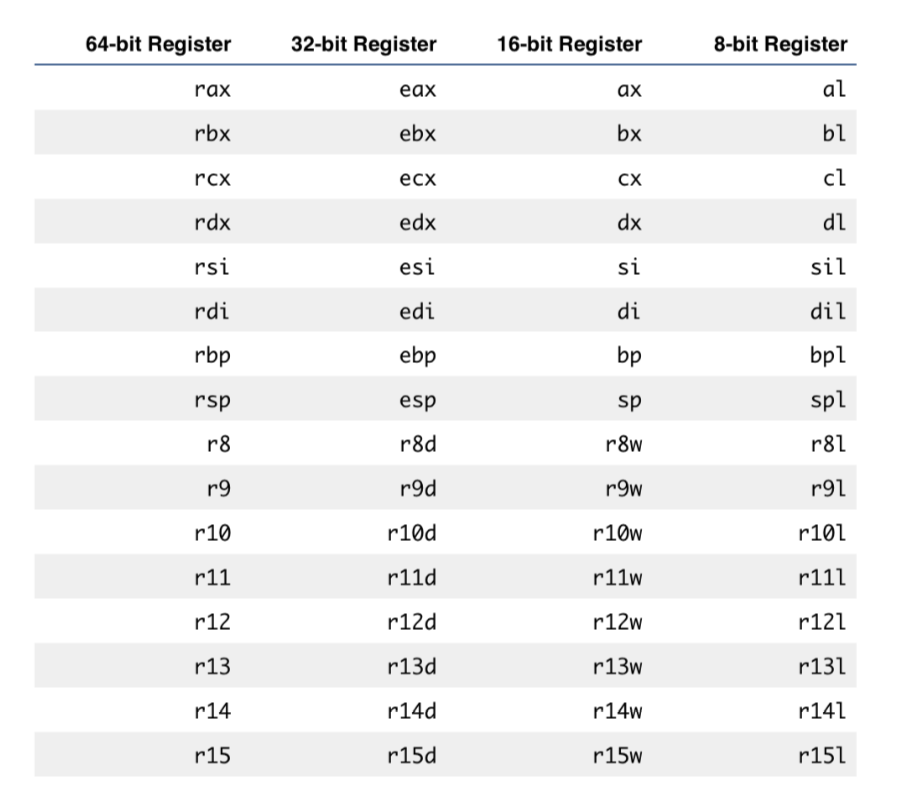 64-bit Register 32-bit Register 16-bit Register 8-bit Register
rax eax ax al
rbx ebx bx bl
rcx ecx cx cl
rdx edx dx dl
rsi esi si sil
rdi edi di dil
rbp ebp bp bpl
rsp esp sp spl
r8 r8d r8w r8l
r9 r9d r9w r9l
r10 r10d r10w r10l
r11 r11d r11w r11l
r12 r12d r12w r12l
r13 r13d r13w r13l
r14 r14d r14w r14l
r15 r15d r15w r15l